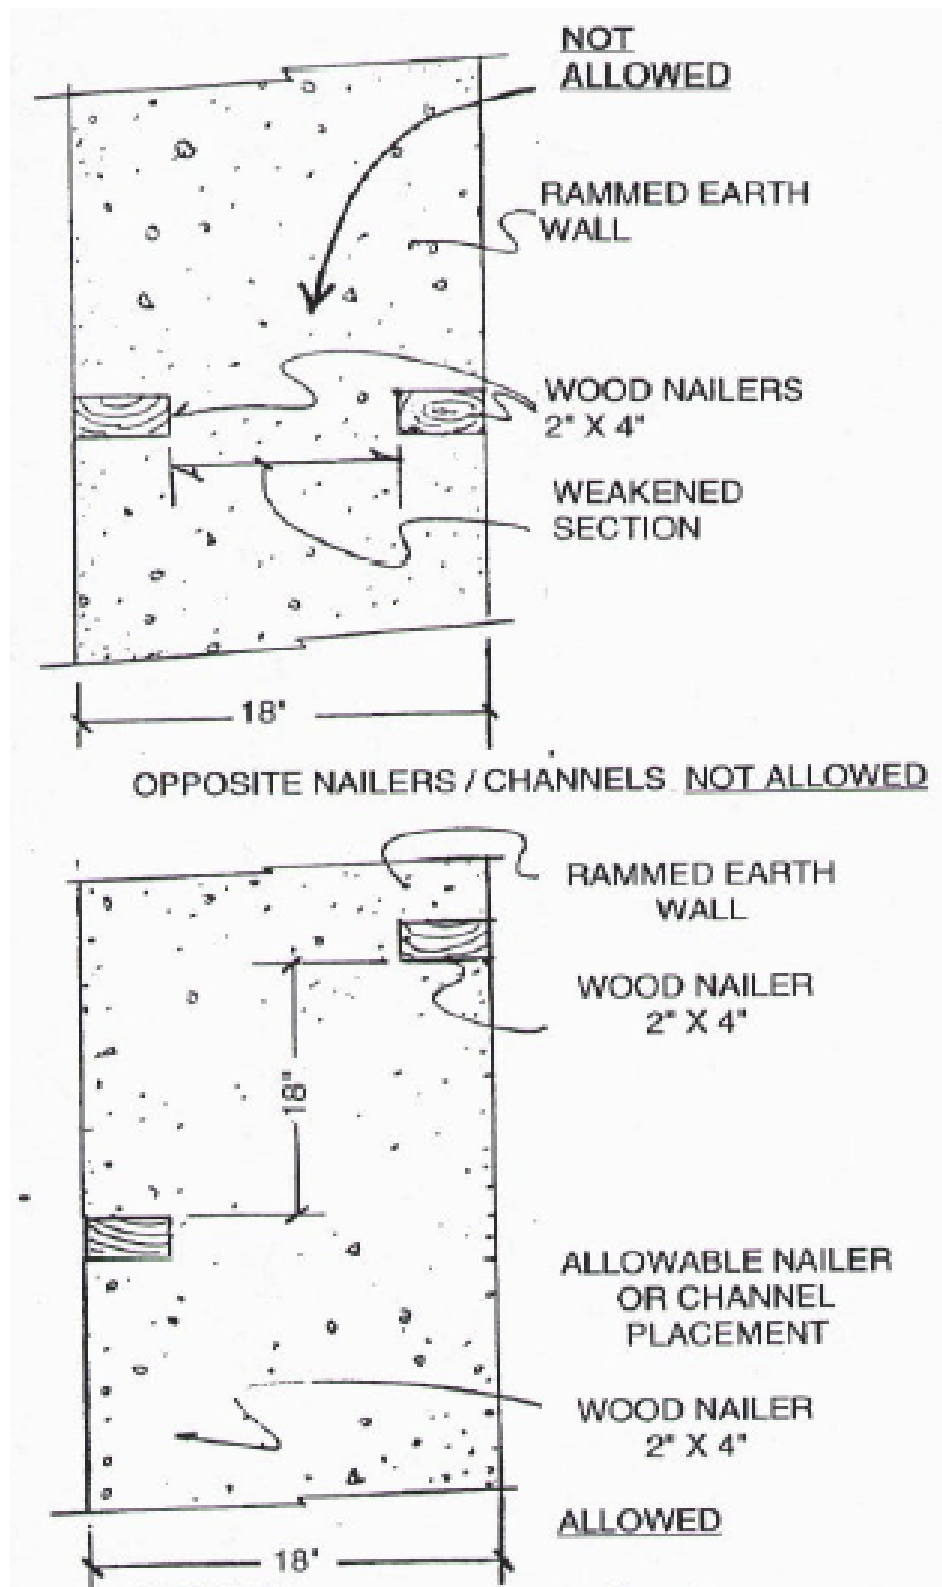 NOT
ALLOWED
RAMMED EARTH
WALL
WOOD NAILERS
2" X 4"
WEAKENED
SECTION
18"
OPPOSITE NAILERS / CHANNELS NOT ALLOWED
RAMMED EARTH
WALL
WOOD NAILER
2" X 4"
18"
ALLOWABLE NAILER
OR CHANNEL
PLACEMENT
WOOD NAILER
2" X 4"
ALLOWED
18"